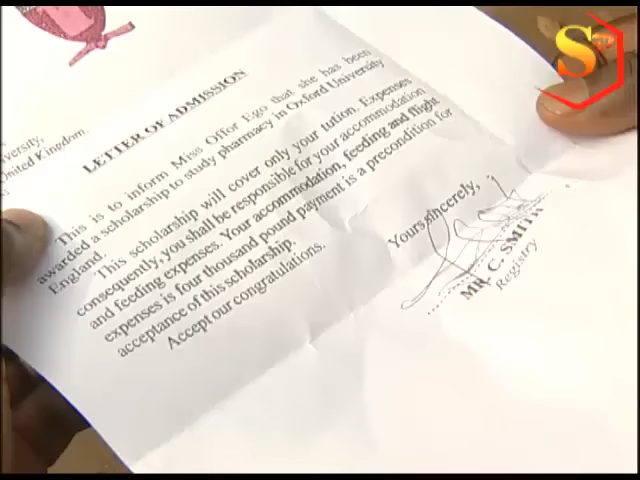 iversity,
United Kingdom,
LETTER OF ADMISSION
This is to inform Miss Offor Ego that she has been
awarded a scholarship to study pharmacy in Oxford University
England.
This scholarship will cover only your tution. Expenses
consequently, you shall be responsible for your accommodation
and feeding expenses. Your accommodation, feeding and flight
expenses is four thousand pound payment is a precondition for
acceptance of this scholarship.
Accept our congratulations.
Yours sincerely,
MR. C. SMITH
Registry
S